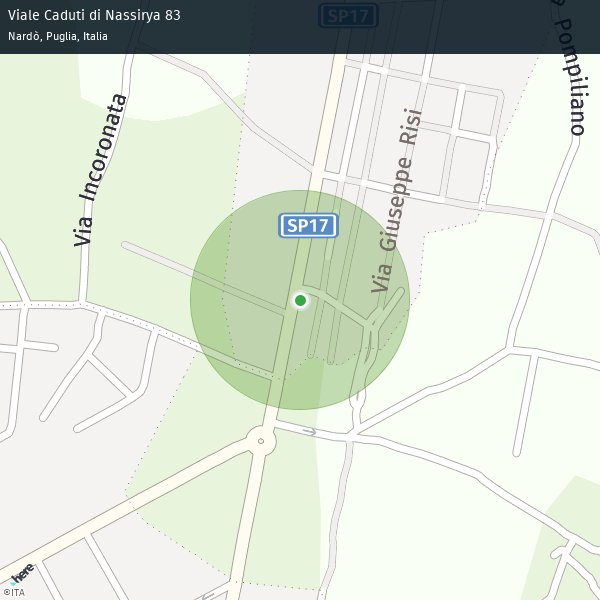 Viale Caduti di Nassirya 83
Nardò, Puglia, Italia
SP17
Pompiliano
Via Incoronata
Via Giuseppe Risi
SP17
here
©ITA